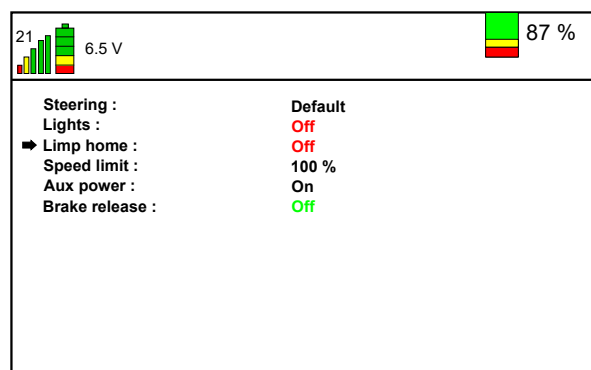 21
6.5 V
87 %
Steering : Default
Lights : Off
Limp home : Off
Speed limit : 100 %
Aux power : On
Brake release : Off